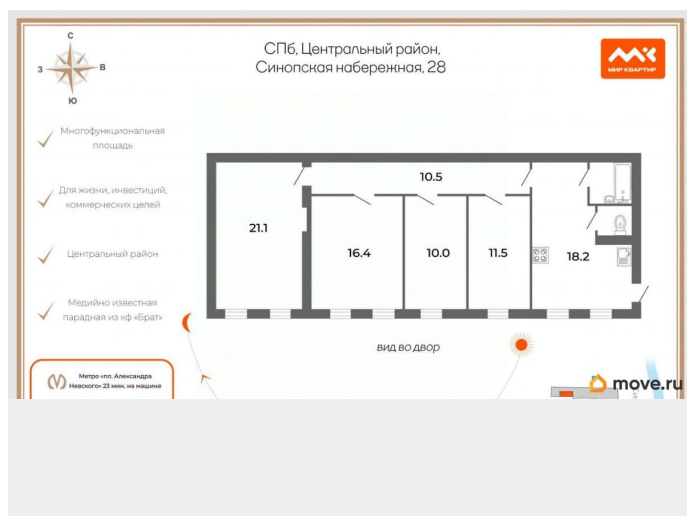 С
З
В
Ю
СПб, Центральный район,
Синопская набережная, 28
МИР КВАРТИР
Многофункциональная
площадь
Для жизни, инвестиций,
коммерческих целей
Центральный район
Медийно известная
парадная из кф «Брат»
21.1
10.5
16.4
10.0
11.5
18.2
вид во двор
Метро «пл. Александра
Невского» 23 мин. на машине
move.ru